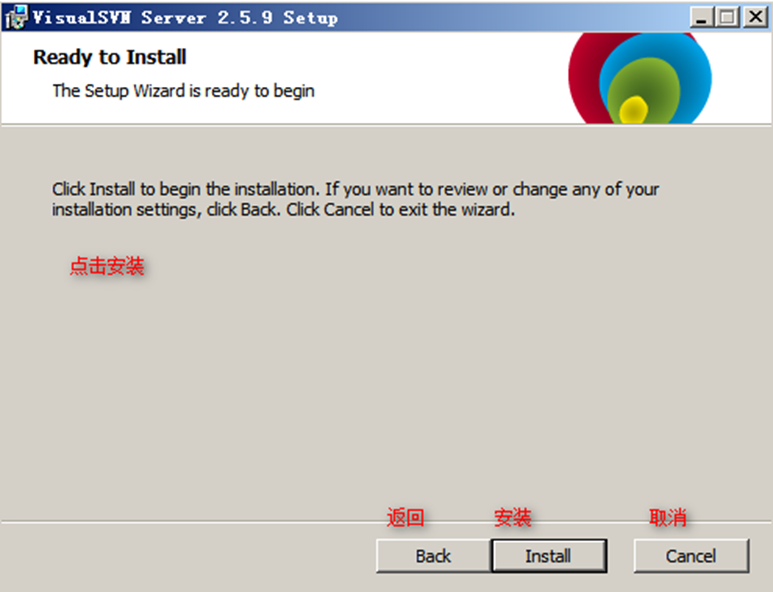 VisualSVN Server 2.5.9 Setup
Ready to Install
The Setup Wizard is ready to begin
Click Install to begin the installation. If you want to review or change any of your
installation settings, click Back. Click Cancel to exit the wizard.
点击安装
返回 安装 取消
Back Install Cancel